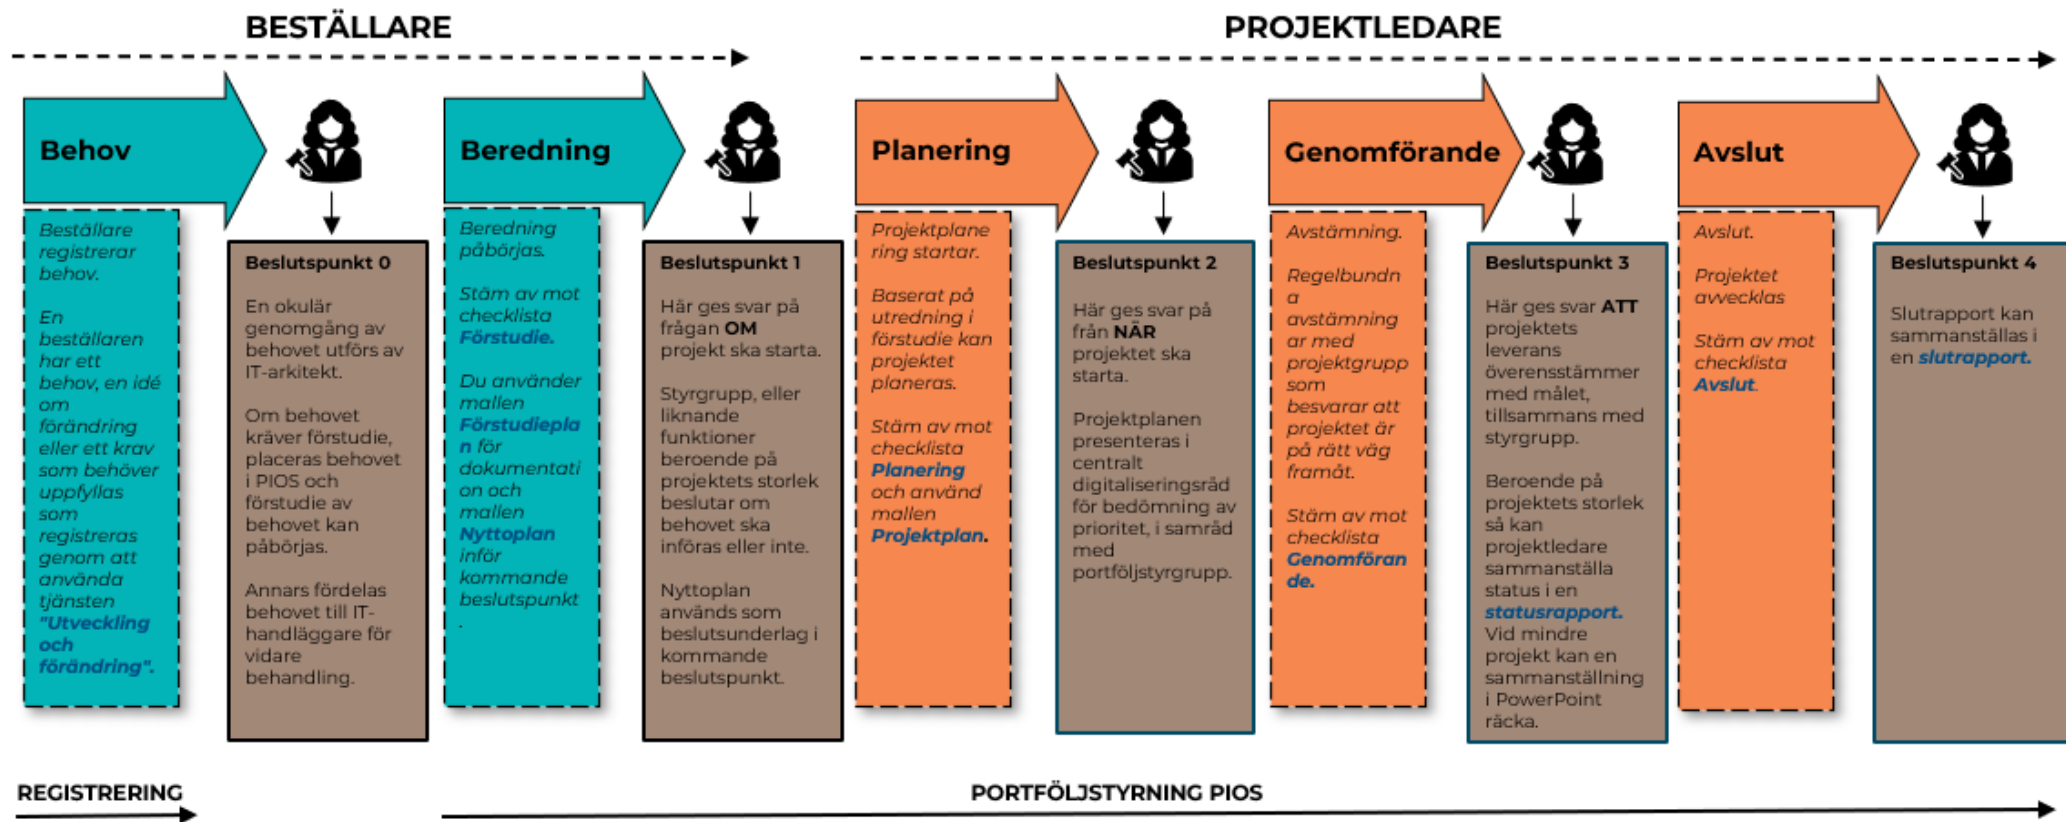 BESTÄLLARE
PROJEKTLEDARE
Behov
Beredning
Planering
Genomförande
Avslut
Beställare
registrerar
behov.
En
beställaren
har ett
behov, en idé
om
förändring
eller ett krav
som behöver
uppfyllas
som
registreras
genom att
använda
tjänsten
"Utveckling
och
förändring".
Beslutspunkt 0
En okulär
genomgång av
behovet utförs av
IT-arkitekt.
Om behovet
kräver förstudie,
placeras behovet
i PIOS och
förstudie av
behovet kan
påbörjas.
Annars fördelas
behovet till IT-
handläggare för
vidare
behandling.
Beredning
påbörjas.
Stäm av mot
checklista
Förstudie.
Du använder
mallen
Förstudiepla
n för
dokumentati
on och
mallen
Nyttoplan
inför
kommande
beslutspunkt
.
Beslutspunkt 1
Här ges svar på
frågan OM
projekt ska starta.
Styrgrupp, eller
liknande
funktioner
beroende på
projektets storlek
beslutar om
behovet ska
införas eller inte.
Nyttoplan
används som
beslutsunderlag i
kommande
beslutspunkt.
Projektplane
ring startar.
Baserat på
utredning i
förstudie kan
projektet
planeras.
Stäm av mot
checklista
Planering
och använd
mallen
Projektplan.
Beslutspunkt 2
Här ges svar på
från NÄR
projektet ska
starta.
Projektplanen
presenteras i
centralt
digitaliseringsråd
för bedömning av
prioritet, i samråd
med
portföljstyrgrupp.
Avstämning.
Regelbundn
a
avstämning
ar med
projektgrupp
som
besvarar att
projektet är
på rätt väg
framåt.
Stäm av mot
checklista
Genomföran
de.
Beslutspunkt 3
Här ges svar ATT
projektets
leverans
överensstämmer
med målet,
tillsammans med
styrgrupp.
Beroende på
projektets storlek
så kan
projektledare
sammanställa
status i en
statusrapport.
Vid mindre
projekt kan en
sammanställning
i PowerPoint
räcka.
Avslut.
Projektet
avvecklas
Stäm av mot
checklista
Avslut.
Beslutspunkt 4
Slutrapport kan
sammanställas i
en slutrapport.
REGISTRERING
PORTFÖLJSTYRNING PIOS